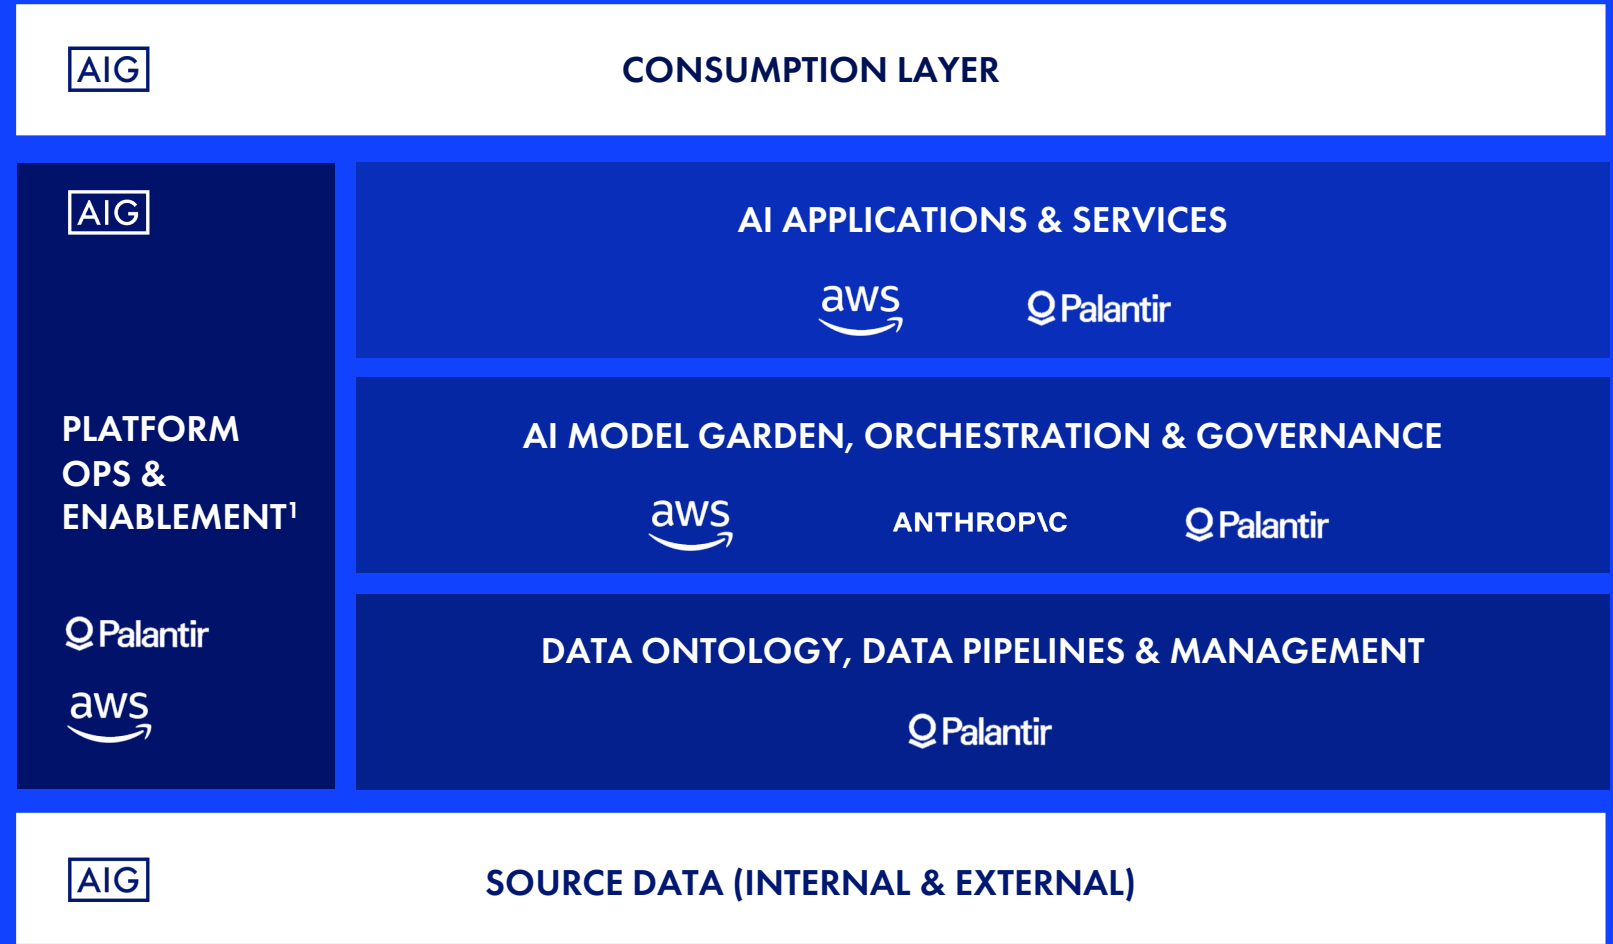 AIG
CONSUMPTION LAYER
AIG
PLATFORM
OPS &
ENABLEMENT¹
Palantir
aws
AI APPLICATIONS & SERVICES
aws
Palantir
AI MODEL GARDEN, ORCHESTRATION & GOVERNANCE
aws
ANTHROP\C
Palantir
DATA ONTOLOGY, DATA PIPELINES & MANAGEMENT
Palantir
AIG
SOURCE DATA (INTERNAL & EXTERNAL)